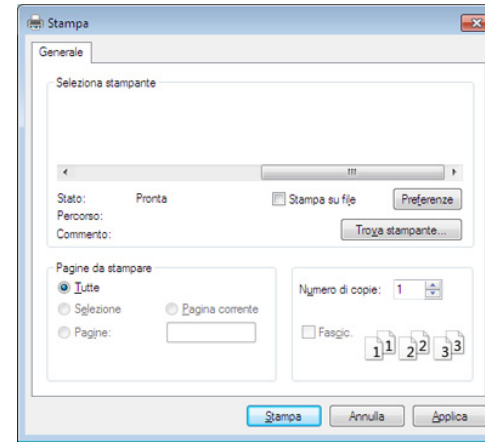 Stampa
Generale
Seleziona stampante
Stato: Pronta
Stampa su file
Preferenze
Percorso:
Commento:
Trova stampante...
Pagine da stampare
Tutte
Selezione
Pagina corrente
Pagine:
Numero di copie: 1
Fasgic.
1 1 2 2 3 3
Stampa
Annulla
Applica